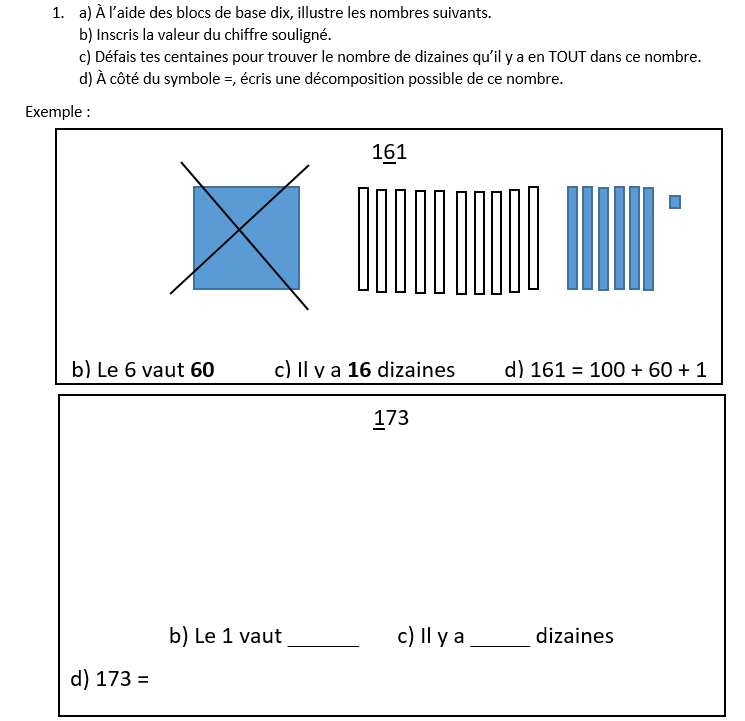 1. a) À l’aide des blocs de base dix, illustre les nombres suivants.
b) Inscris la valeur du chiffre souligné.
c) Défais tes centaines pour trouver le nombre de dizaines qu’il y a en TOUT dans ce nombre.
d) À côté du symbole =, écris une décomposition possible de ce nombre.
Exemple :
161
b) Le 6 vaut 60 c) Il y a 16 dizaines d) 161 = 100 + 60 + 1
173
b) Le 1 vaut ______ c) Il y a _____ dizaines
d) 173 =